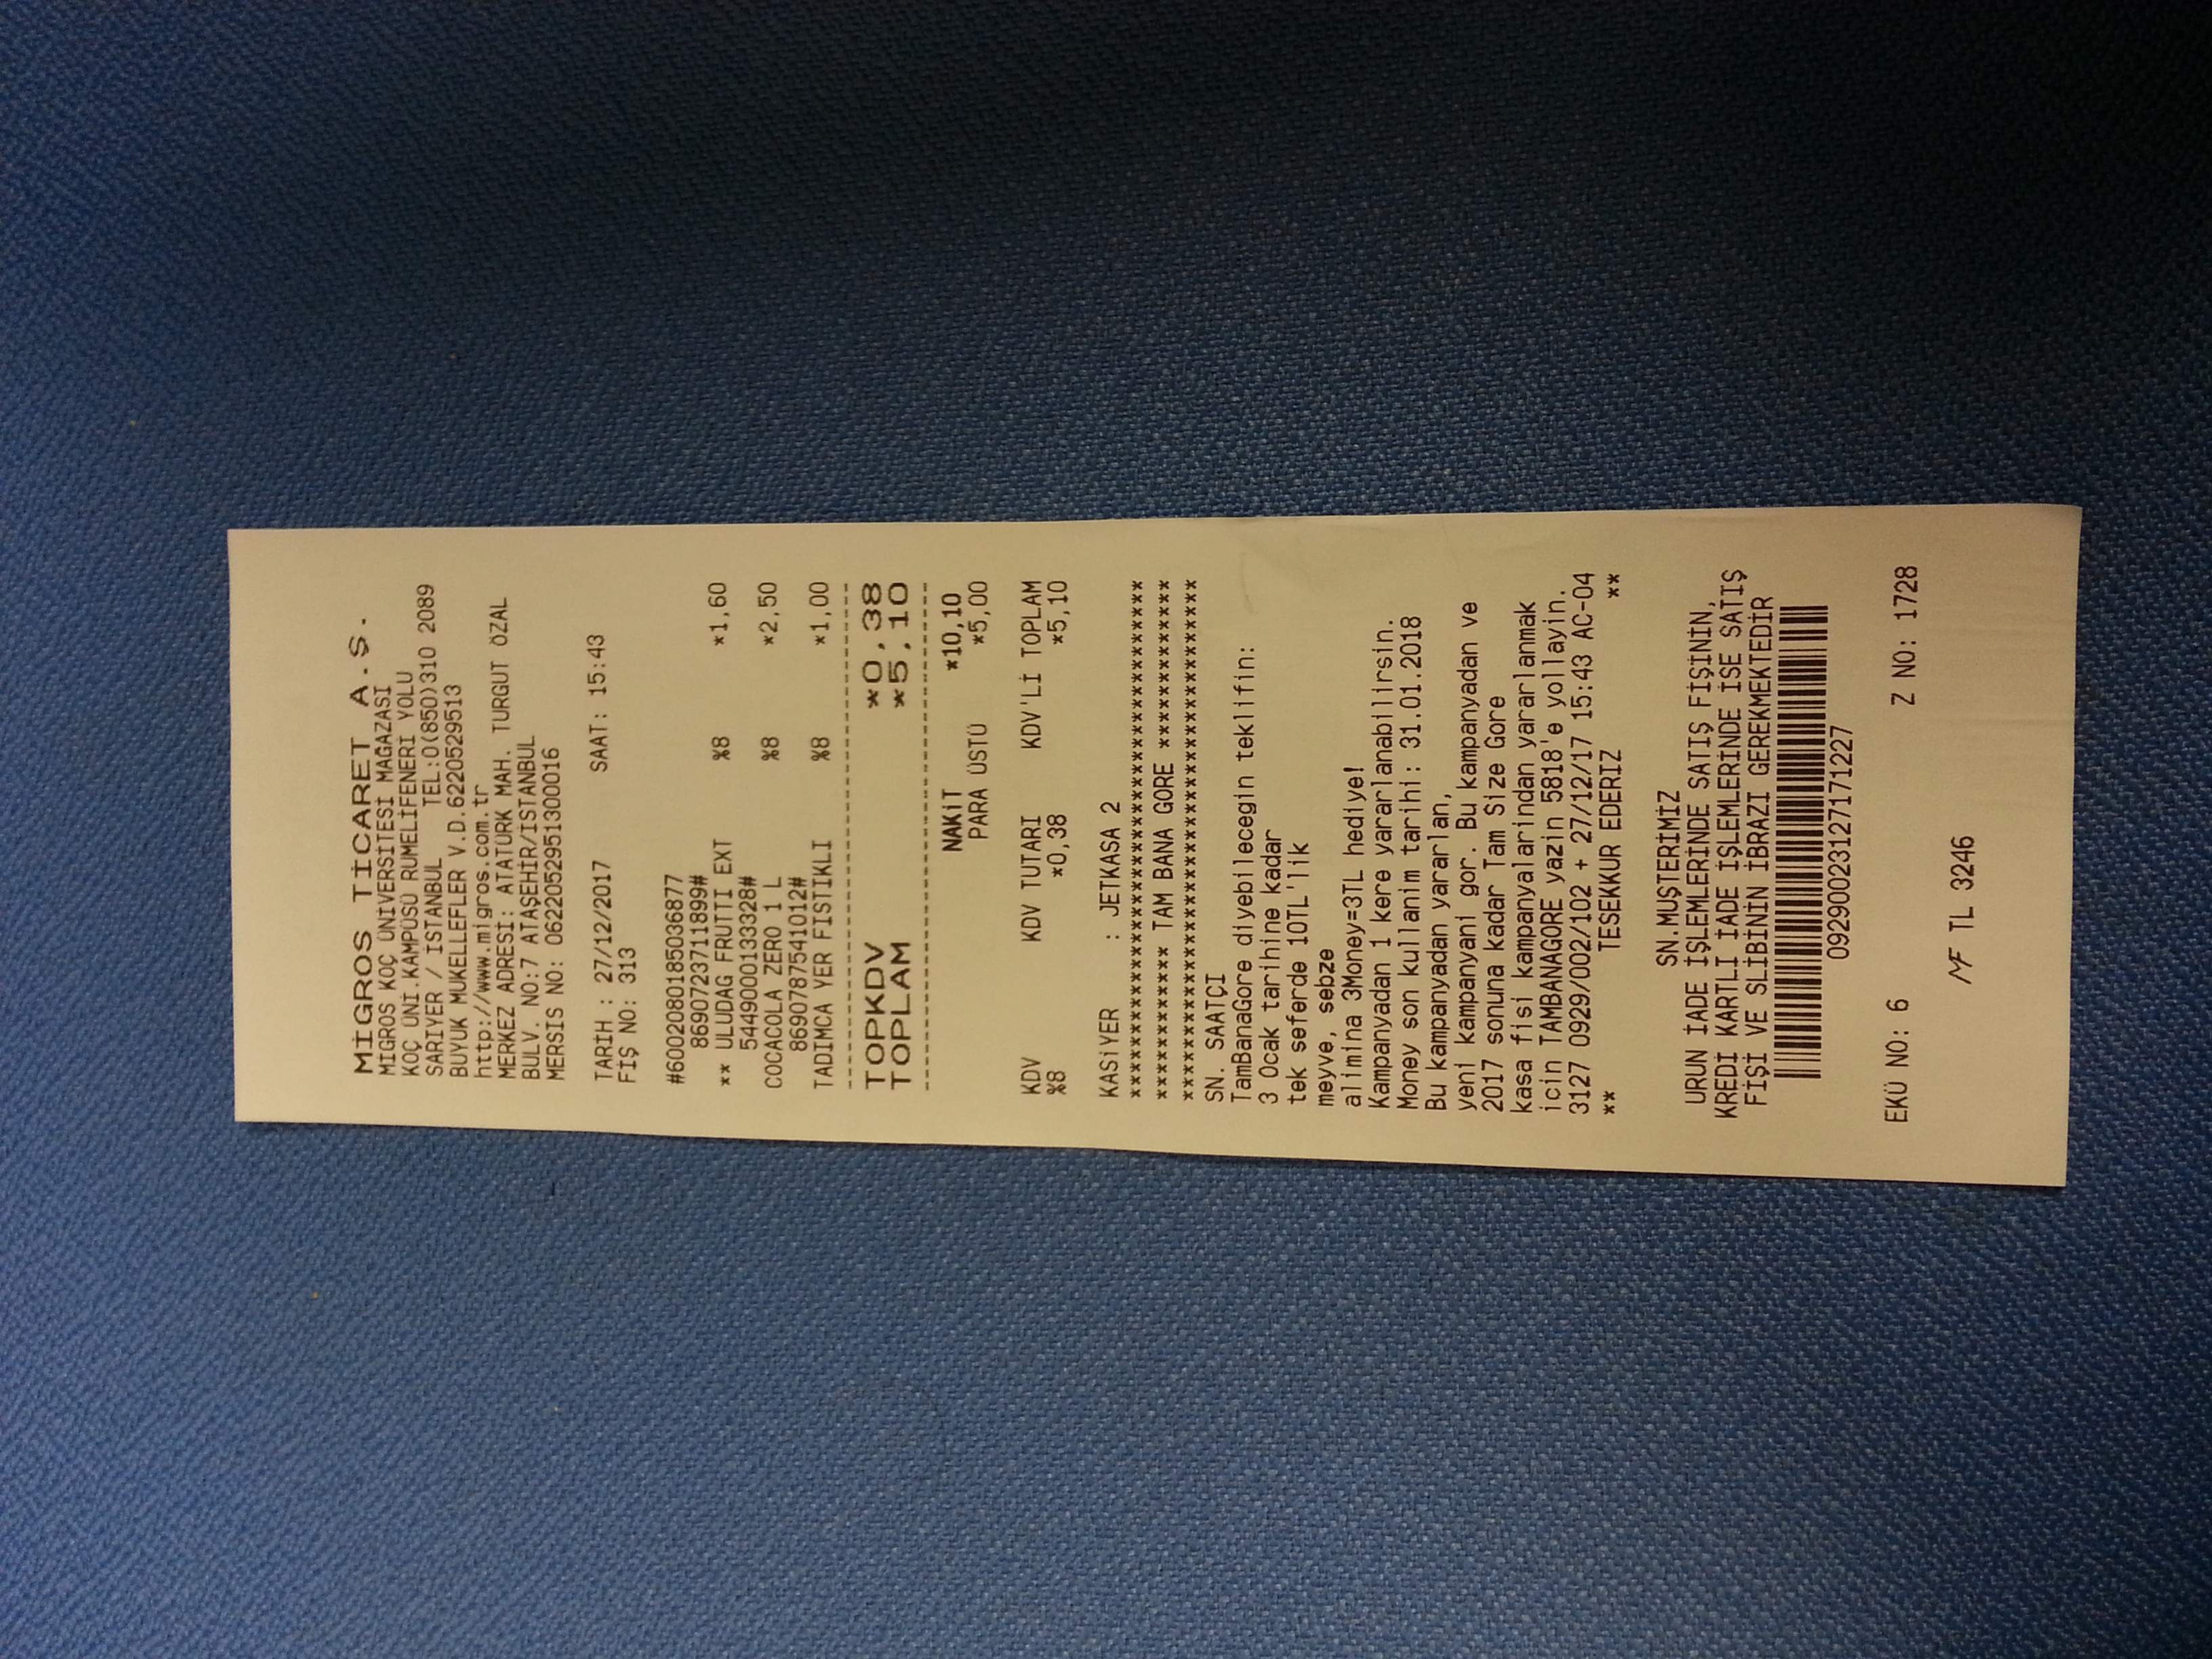 MİGROS TİCARET A.Ş.
MİGROS KOÇ ÜNİVERSİTESİ MAĞAZASI
KOÇ ÜNİ.KAMPÜSÜ RUMELİFENERİ YOLU
SARIYER / İSTANBUL TEL:0(850)310 2089
BUYUK MUKELLEFLER V.D.6220529513
http://www.migros.com.tr
MERKEZ ADRESİ: ATATÜRK MAH. TURGUT ÖZAL
BULV. NO:7 ATAŞEHİR/İSTANBUL
MERSIS NO: 0622052951300016
TARİH : 27/12/2017 SAAT: 15:43
FİŞ NO: 313
#6002080185036877
8690723711899#
** ULUDAG FRUTTI EXT %8 *1,60
5449000133328#
COCACOLA ZERO 1 L %8 *2,50
8690787541012#
TADIMCA YER FISTIKLI %8 *1,00
----------------------------------------
TOPKDV *0,38
TOPLAM *5,10
----------------------------------------
NAKiT *10,10
PARA ÜSTÜ *5,00
KDV KDV TUTARI KDV'Lİ TOPLAM
%8 *0,38 *5,10
KASiYER : JETKASA 2
****************************************
************ TAM BANA GORE *************
****************************************
SN. SAATÇI
TamBanaGore diyebilecegin teklifin:
3 Ocak tarihine kadar
tek seferde 10TL'lik
meyve, sebze
alimina 3Money=3TL hediye!
Kampanyadan 1 kere yararlanabilirsin.
Money son kullanim tarihi: 31.01.2018
Bu kampanyadan yararlan,
yeni kampanyani gor. Bu kampanyadan ve
2017 sonuna kadar Tam Size Gore
kasa fisi kampanyalarindan yararlanmak
icin TAMBANAGORE yazin 5818'e yollayin.
3127 0929/002/102 + 27/12/17 15:43 AC-04
** TESEKKUR EDERIZ **
SN.MUŞTERİMİZ
URUN İADE İŞLEMLERİNDE SATIŞ FİŞİNİN,
KREDİ KARTLI İADE İŞLEMLERİNDE İSE SATIŞ
FİŞİ VE SLİBİNİN İBRAZI GEREKMEKTEDİR
09290023127171227
EKÜ NO: 6 Z NO: 1728
MF TL 3246